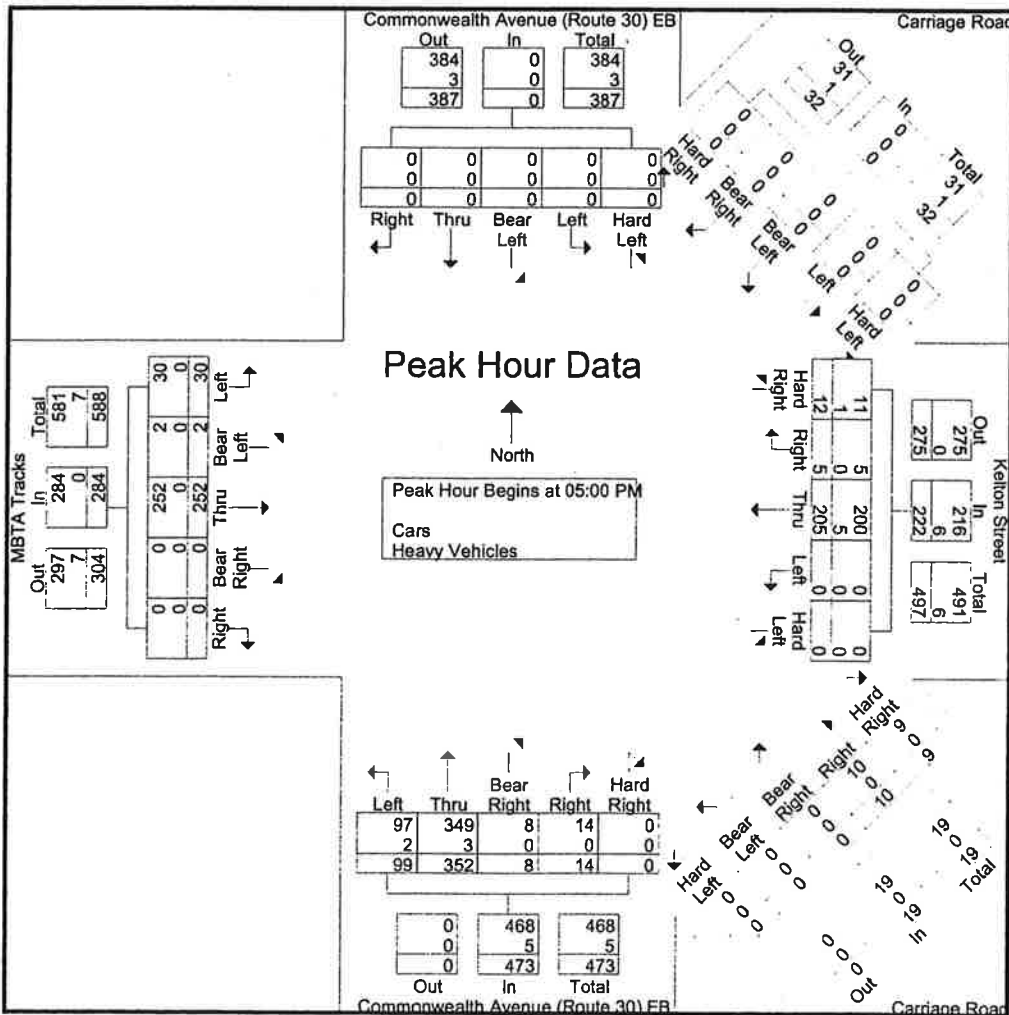 Commonwealth Avenue (Route 30) EB
Out In Total
384 0 384
3 0 3
387 0 387
0 0 0 0 0
0 0 0 0 0
0 0 0 0 0
Right Thru Bear Left Left Hard Left
Carriage Road
Out In Total
31 0 31
1 0 1
32 0 32
0 0 0 0 0
0 0 0 0 0
0 0 0 0 0
Hard Right Bear Right Bear Left Left Hard Left
MBTA Tracks
Total In Out
581 284 297
7 0 7
588 284 304
30 2 252 0 0
0 0 0 0 0
30 2 252 0 0
Left Bear Left Thru Bear Right Right
Peak Hour Data
North
Peak Hour Begins at 05:00 PM
Cars
Heavy Vehicles
Hard Right Right Thru Left Hard Left
11 5 200 0 0
1 0 5 0 0
12 5 205 0 0
Out In Total
275 216 491
0 6 6
275 222 497
Kelton Street
Left Thru Bear Right Right Hard Right
97 349 8 14 0
2 3 0 0 0
99 352 8 14 0
0 468 468
0 5 5
0 473 473
Out In Total
Commonwealth Avenue (Route 30) EB
Hard Left Bear Left Bear Right Right Hard Right
0 0 0 10 9
0 0 0 0 0
0 0 0 10 9
0 19 19
0 0 0
0 19 19
Out In Total
Carriage Road